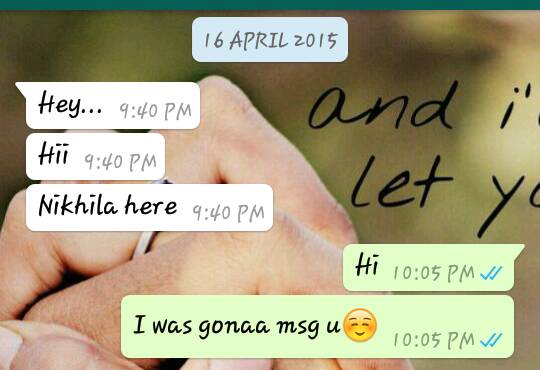 16 APRIL 2015
and i'
Hey... 9:40 PM
Hii 9:40 PM
let yo
Nikhila here 9:40 PM
Hi 10:05 PM
I was gonaa msg u☺️ 10:05 PM